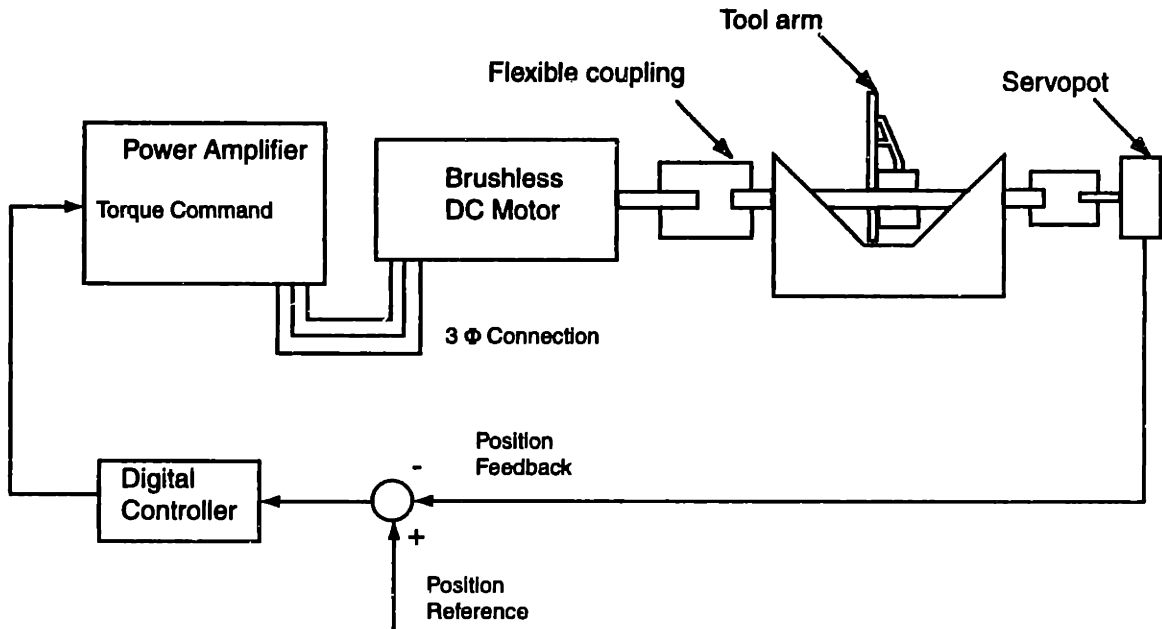 Tool arm
Flexible coupling
Servopot
Power Amplifier
Torque Command
Brushless
DC Motor
3 Φ Connection
Position
Feedback
-
Digital
Controller
+
Position
Reference